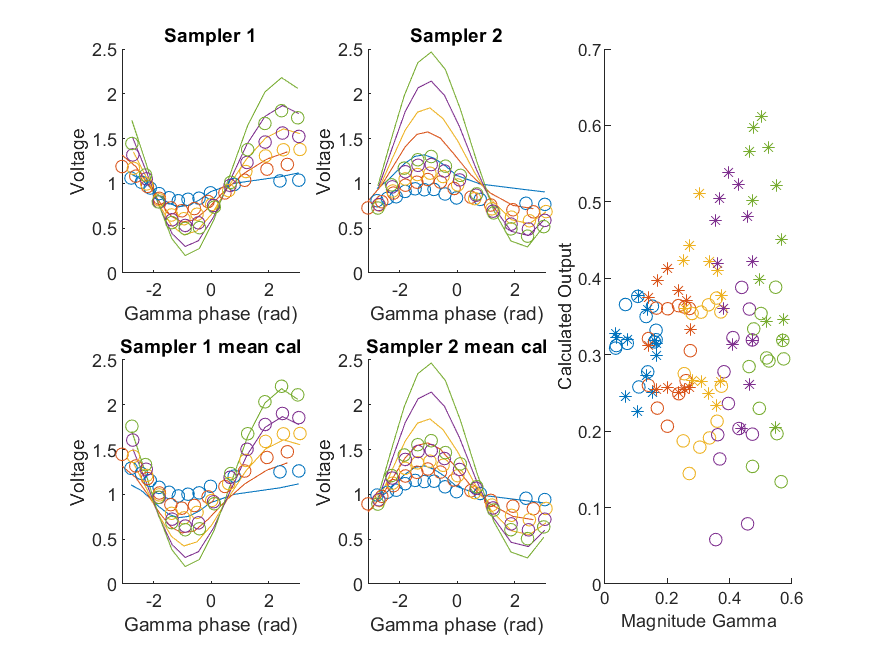 Sampler 1
2.5
2
1.5
1
0.5
0
Voltage
-2 0 2
Gamma phase (rad)
Sampler 2
2.5
2
1.5
1
0.5
0
Voltage
-2 0 2
Gamma phase (rad)
Sampler 1 mean cal
2.5
2
1.5
1
0.5
0
Voltage
-2 0 2
Gamma phase (rad)
Sampler 2 mean cal
2.5
2
1.5
1
0.5
0
Voltage
-2 0 2
Gamma phase (rad)
0.7
0.6
0.5
0.4
0.3
0.2
0.1
0
Calculated Output
0 0.2 0.4 0.6
Magnitude Gamma